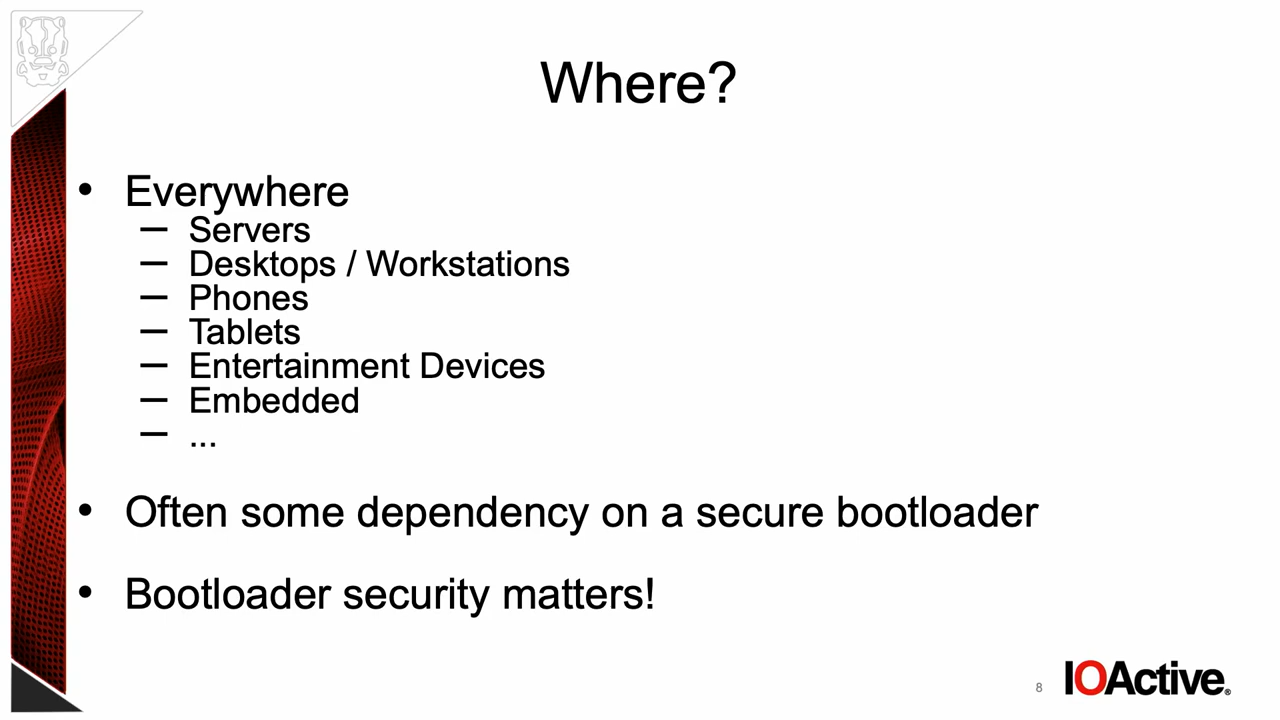 Where?
• Everywhere
– Servers
– Desktops / Workstations
– Phones
– Tablets
– Entertainment Devices
– Embedded
– ...
• Often some dependency on a secure bootloader
• Bootloader security matters!
8
IOActive®